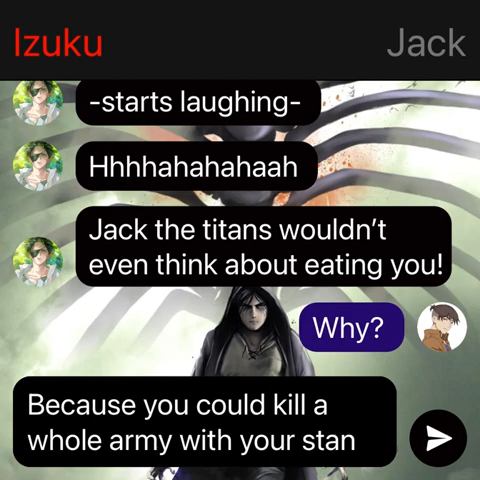 Izuku
Jack
-starts laughing-
Hhhhahahahaah
Jack the titans wouldn't
even think about eating you!
Why?
Because you could kill a
whole army with your stan